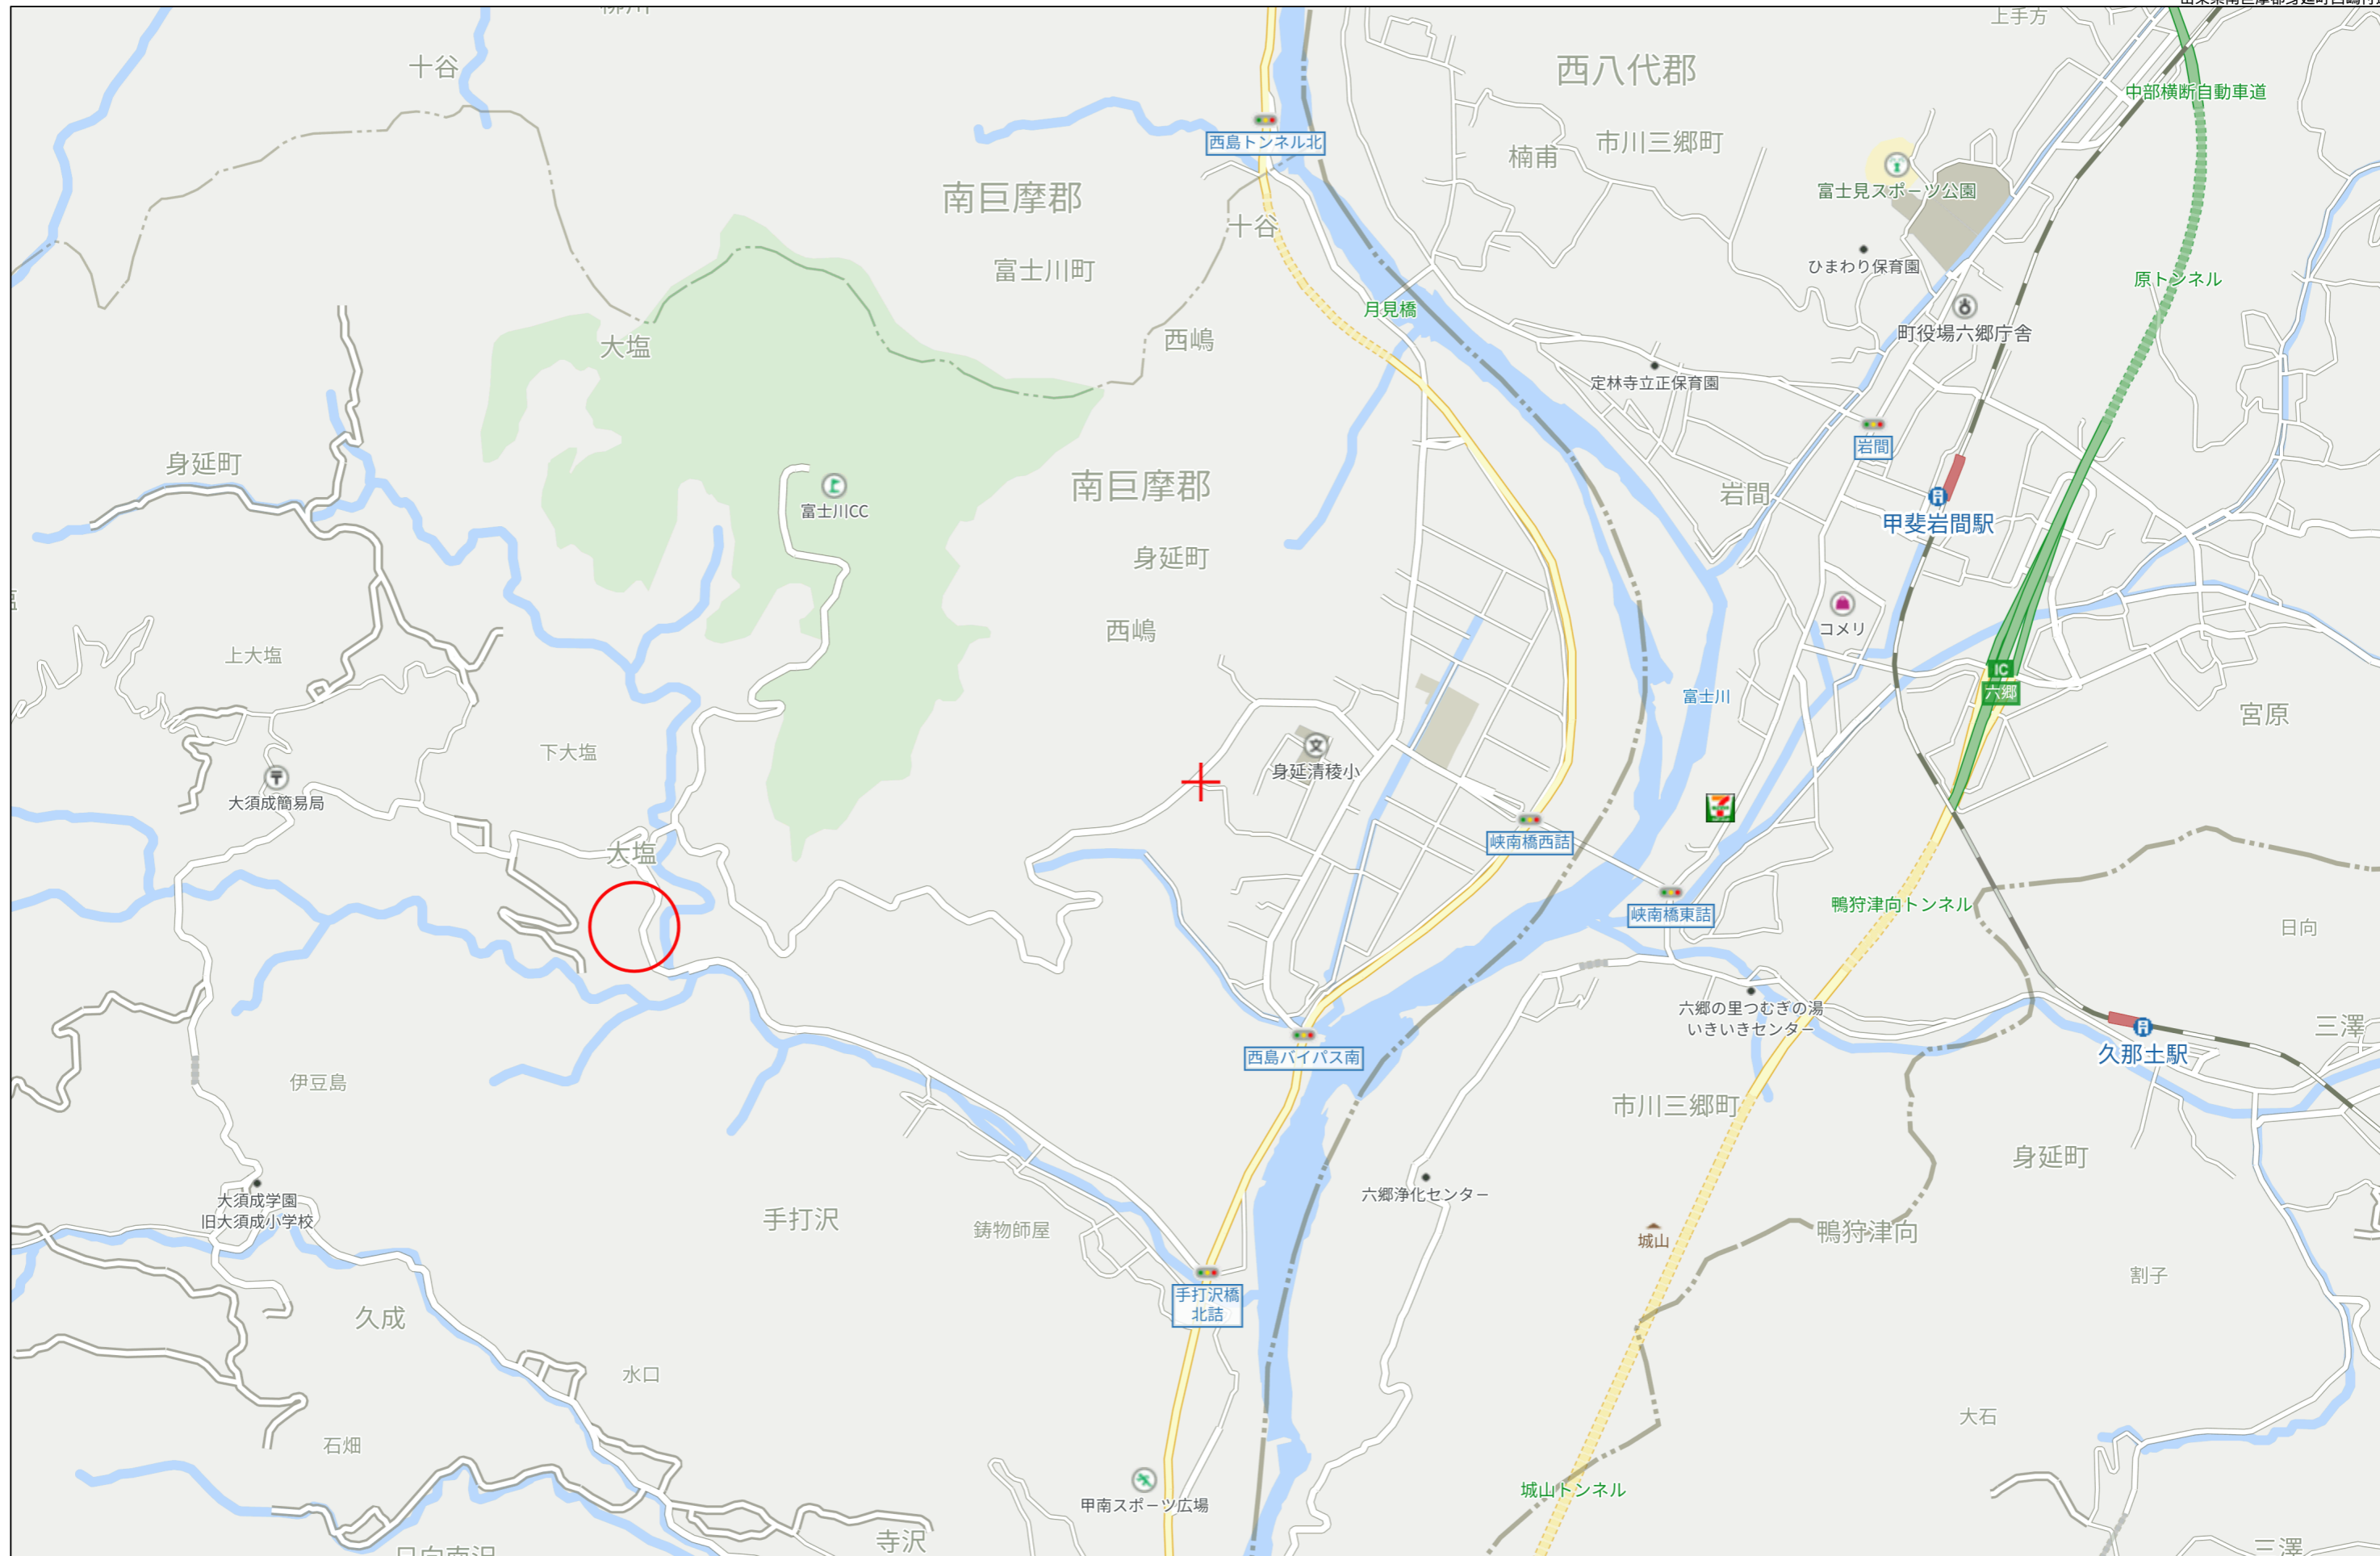 上手方
十谷
西八代郡
中部横断自動車道
西島トンネル北
楠甫
市川三郷町
富士見スポーツ公園
南巨摩郡
十谷
ひまわり保育園
富士川町
原トンネル
月見橋
町役場六郷庁舎
大塩
西嶋
定林寺立正保育園
岩間
身延町
南巨摩郡
岩間
富士川CC
甲斐岩間駅
身延町
コメリ
西嶋
上大塩
IC
六郷
富士川
宮原
下大塩
身延清稜小
大須成簡易局
峡南橋西詰
大塩
鴨狩津向トンネル
峡南橋東詰
日向
六郷の里つむぎの湯
いきいきセンター
三澤
西島バイパス南
久那土駅
伊豆島
市川三郷町
身延町
大須成学園
旧大須成小学校
六郷浄化センター
手打沢
鋳物師屋
城山
鴨狩津向
割子
手打沢橋
北詰
久成
水口
大石
石畑
城山トンネル
甲南スポーツ広場
寺沢
三澤